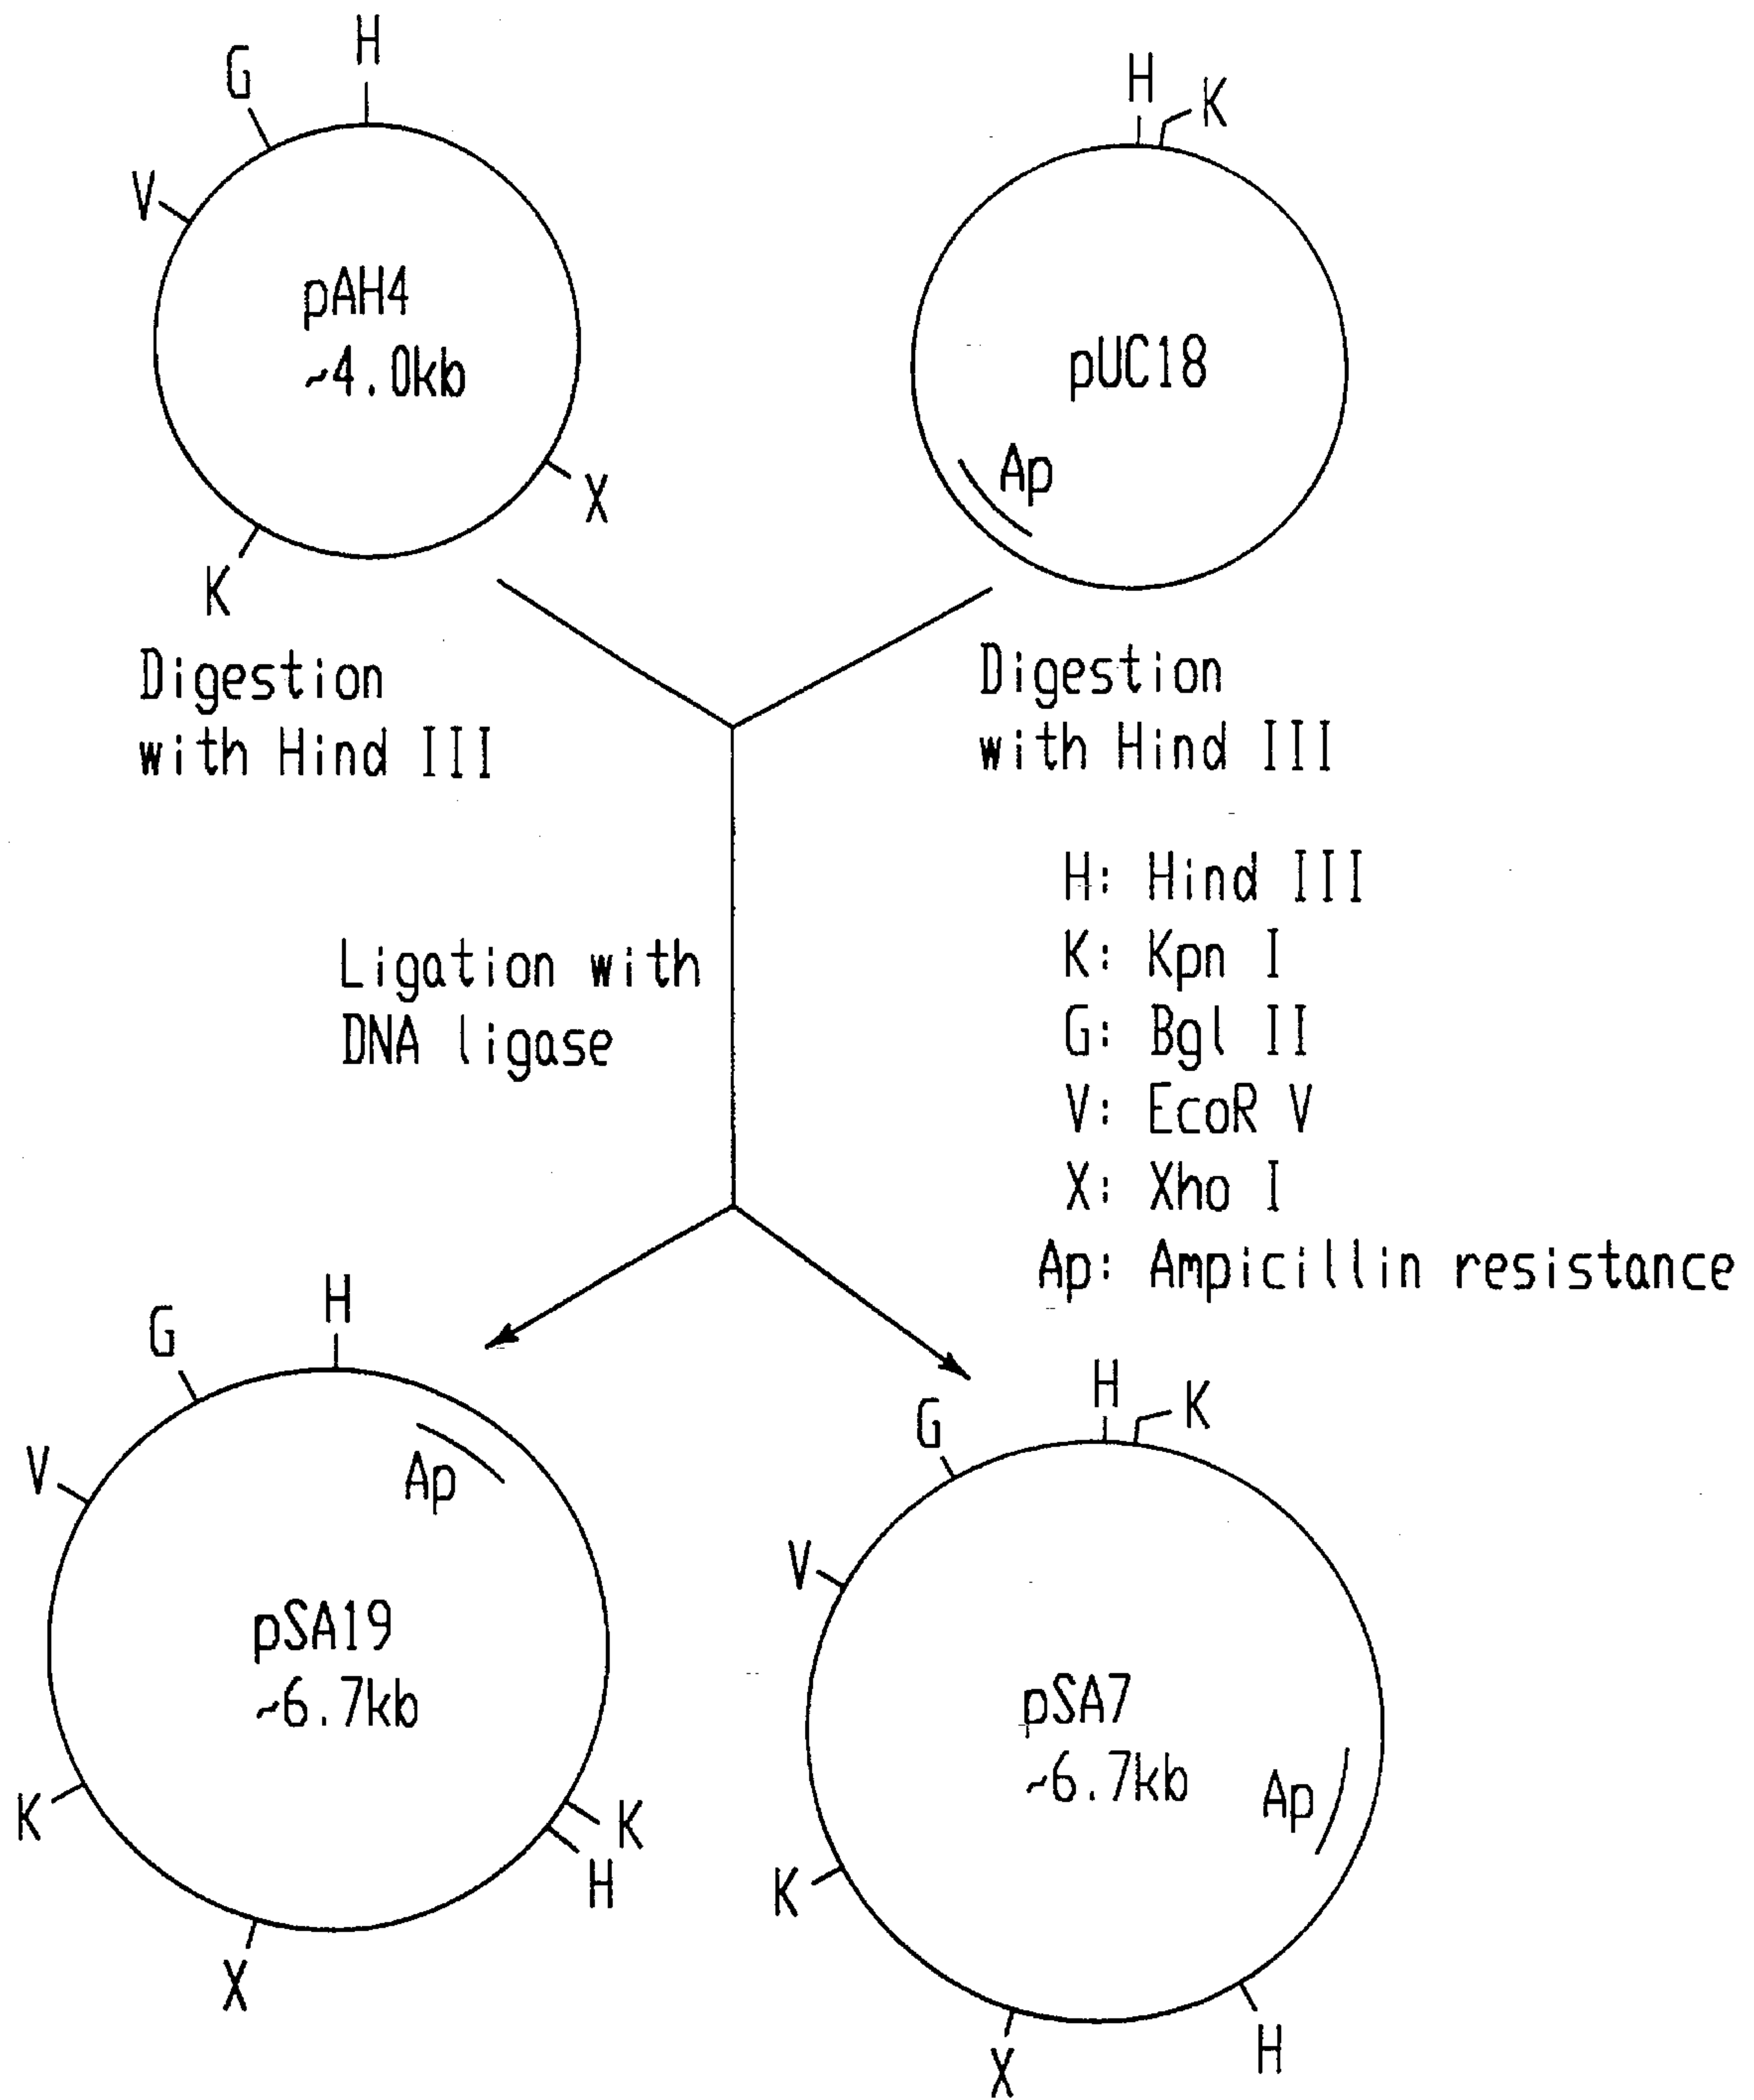 H
G
V
pAH4
~4.0kb
X
K
H
K
pUC18
Ap
Digestion
with Hind III
Digestion
with Hind III
Ligation with
DNA ligase
H: Hind III
K: Kpn I
G: Bgl II
V: EcoR V
X: Xho I
Ap: Ampicillin resistance
H
G
Ap
V
pSA19
~6.7kb
K
K
H
X
H
K
G
V
pSA7
~6.7kb
Ap
K
H
X